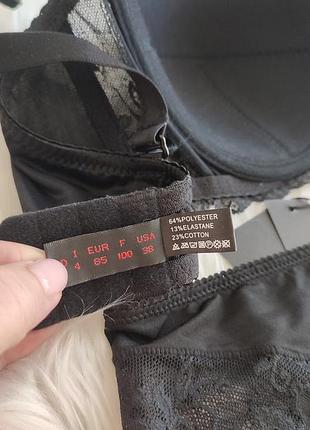 I EUR F USA
4 85 100 38
64%POLYESTER
13%ELASTANE
23%COTTON